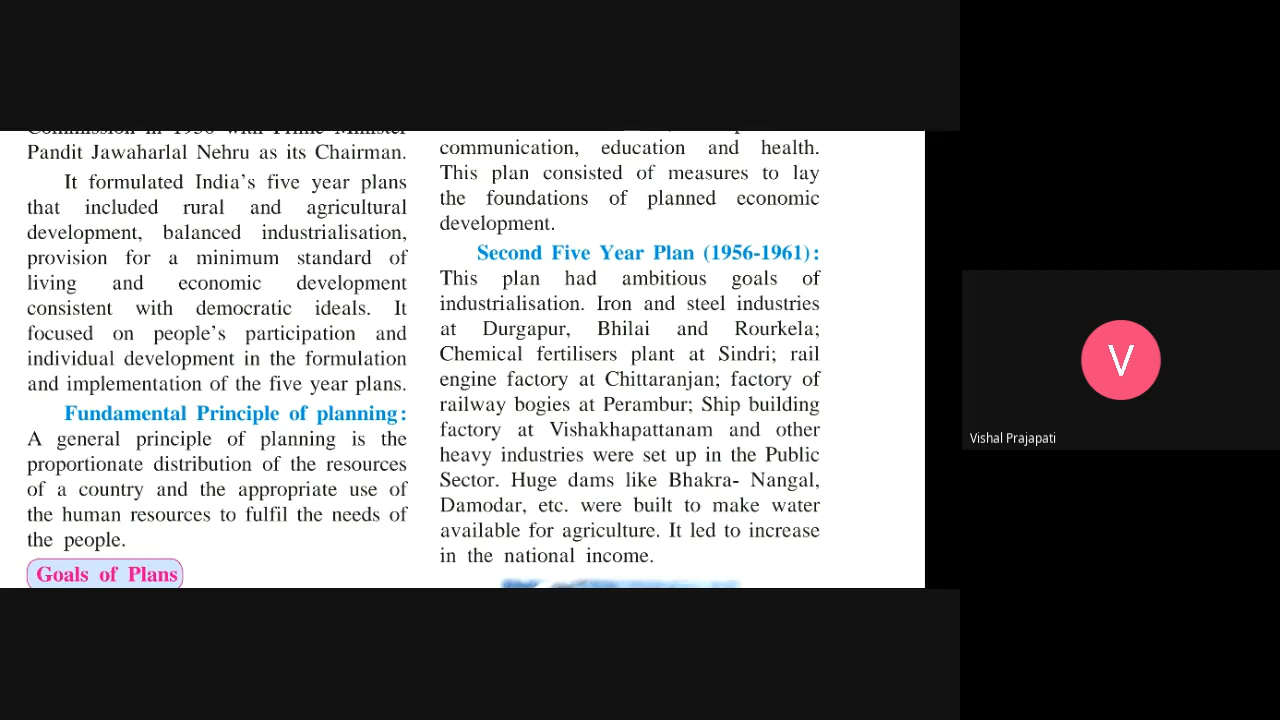 Commission in 1950 with Prime Minister
Pandit Jawaharlal Nehru as its Chairman.
It formulated India's five year plans
that included rural and agricultural
development, balanced industrialisation,
provision for a minimum standard of
living and economic development
consistent with democratic ideals. It
focused on people's participation and
individual development in the formulation
and implementation of the five year plans.
Fundamental Principle of planning:
A general principle of planning is the
proportionate distribution of the resources
of a country and the appropriate use of
the human resources to fulfil the needs of
the people.
Goals of Plans
communication, education and health.
This plan consisted of measures to lay
the foundations of planned economic
development.
Second Five Year Plan (1956-1961):
This plan had ambitious goals of
industrialisation. Iron and steel industries
at Durgapur, Bhilai and Rourkela;
Chemical fertilisers plant at Sindri; rail
engine factory at Chittaranjan; factory of
railway bogies at Perambur; Ship building
factory at Vishakhapattanam and other
heavy industries were set up in the Public
Sector. Huge dams like Bhakra- Nangal,
Damodar, etc. were built to make water
available for agriculture. It led to increase
in the national income.
V
Vishal Prajapati